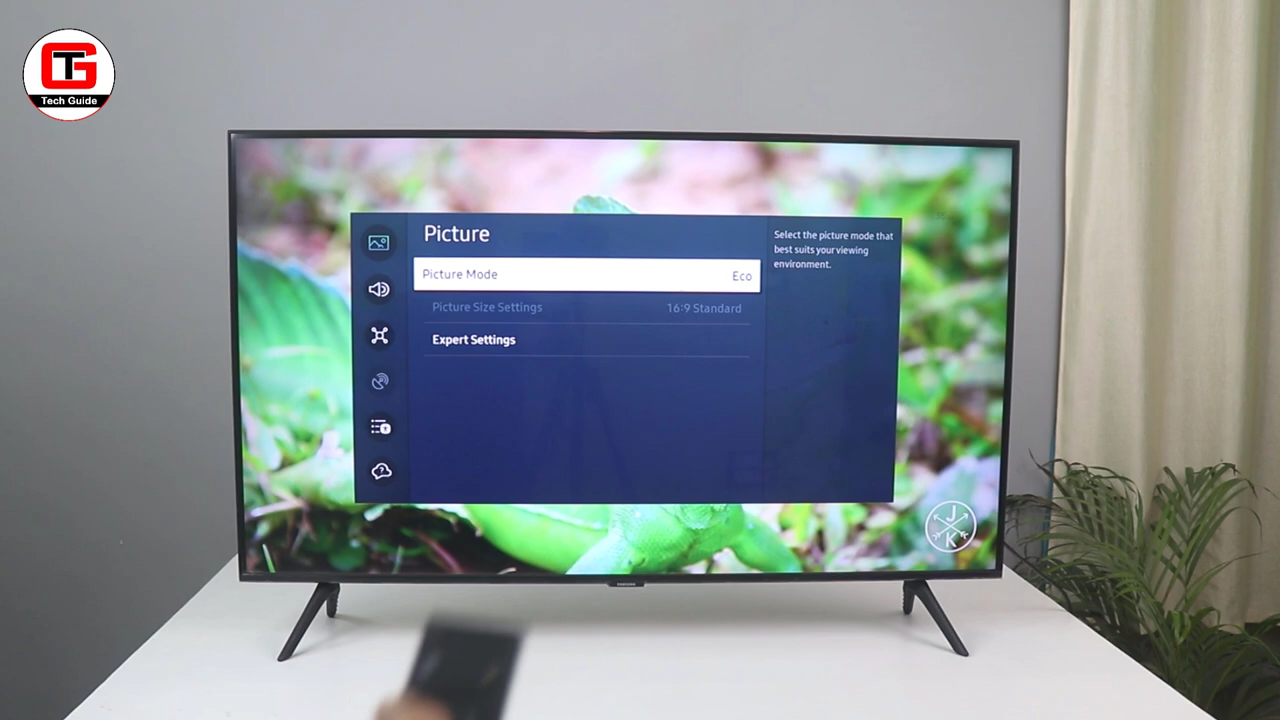 TG
Tech Guide
Picture
Picture Mode Eco
Picture Size Settings 16:9 Standard
Expert Settings
Select the picture mode that
best suits your viewing
environment.
J
K
SAMSUNG